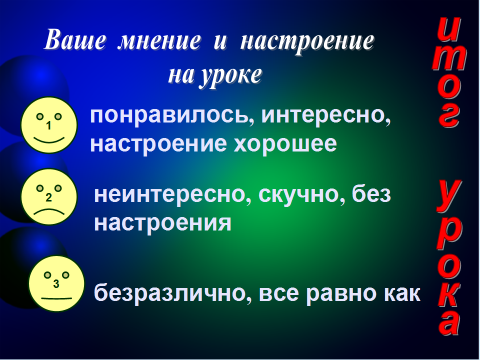 Ваше мнение и настроение
на уроке
1
понравилось, интересно,
настроение хорошее
2
неинтересно, скучно, без
настроения
3
безразлично, все равно как
итог урока